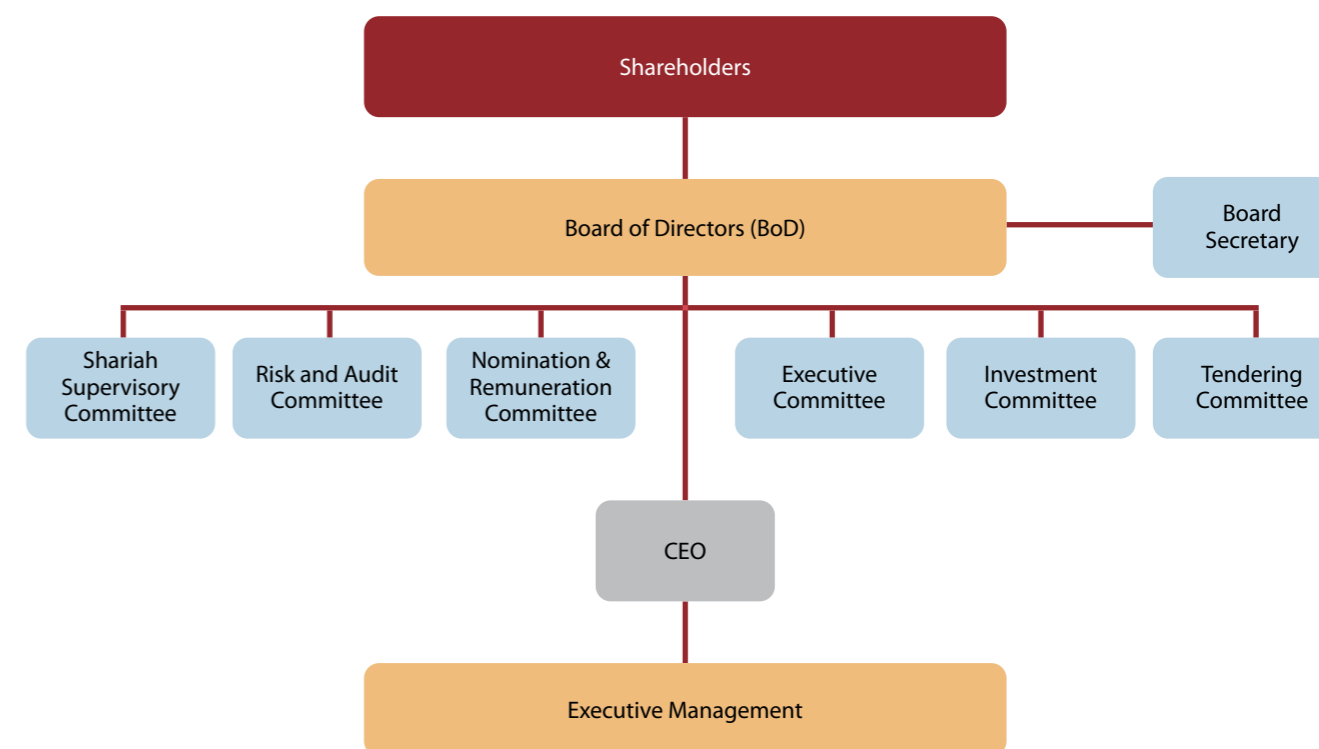 Shareholders
Board of Directors (BoD)
Board
Secretary
Shariah
Supervisory
Committee
Risk and Audit
Committee
Nomination &
Remuneration
Committee
Executive
Committee
Investment
Committee
Tendering
Committee
CEO
Executive Management